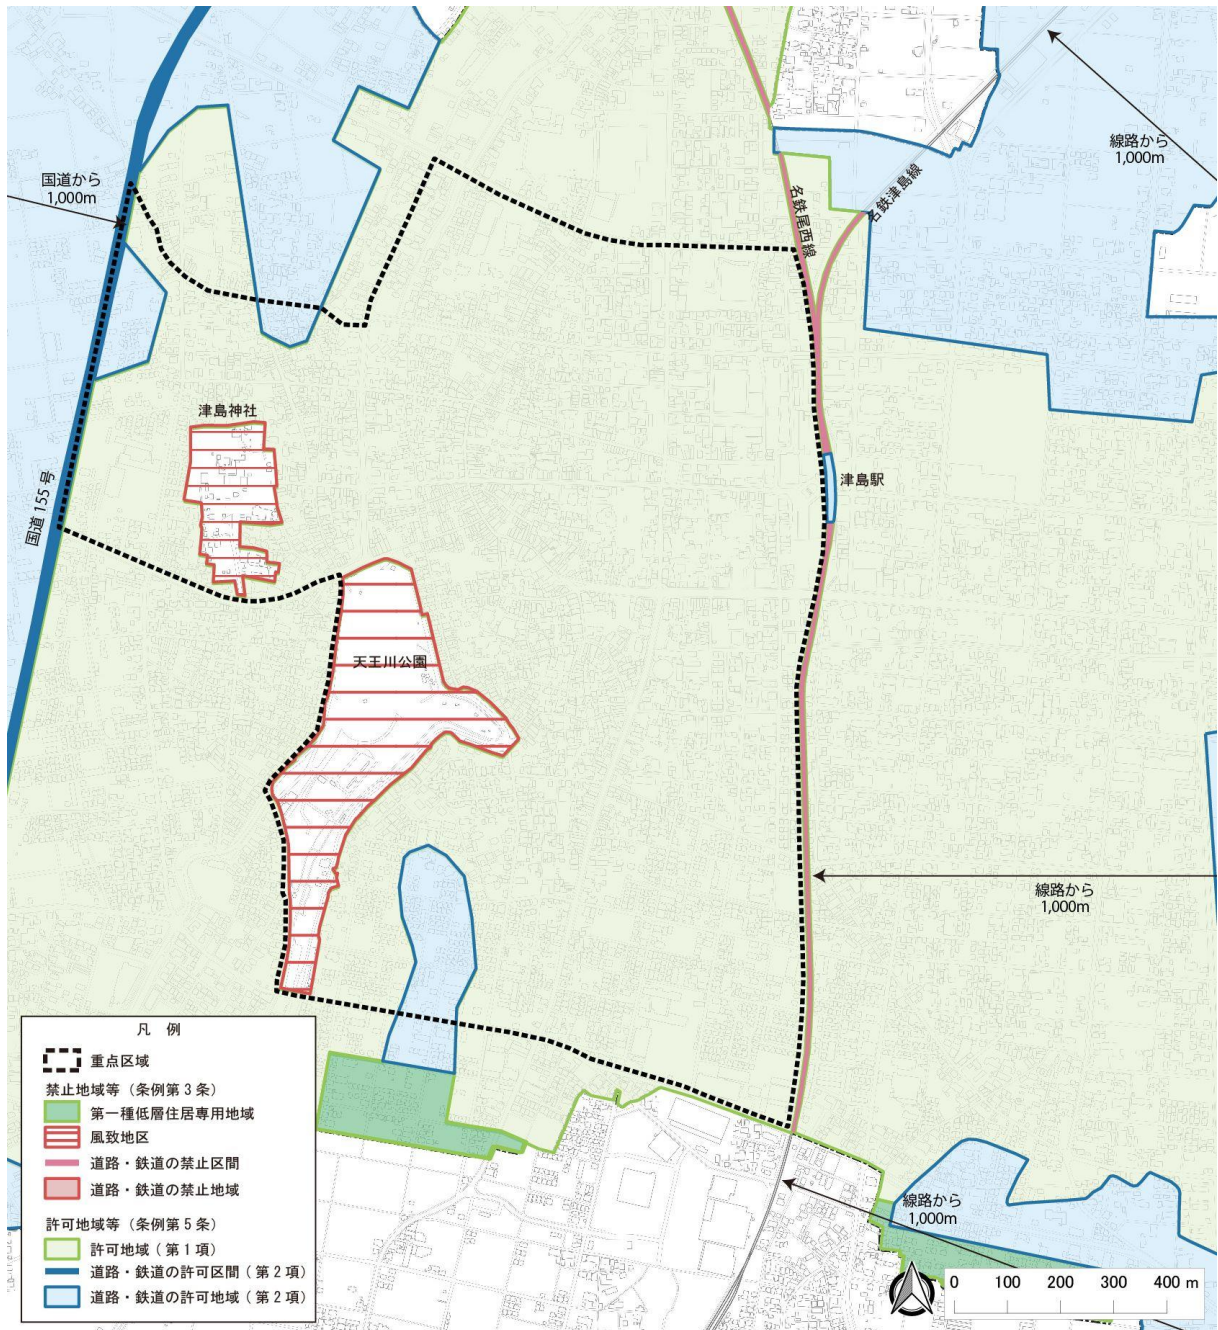 国道から
1,000m
線路から
1,000m
名鉄尾西線
名鉄津島線
津島神社
国道 155 号
津島駅
天王川公園
線路から
1,000m
線路から
1,000m
凡 例
重点区域
禁止地域等（条例第３条）
第一種低層住居専用地域
風致地区
道路・鉄道の禁止区間
道路・鉄道の禁止地域
許可地域等（条例第５条）
許可地域（第１項）
道路・鉄道の許可区間（第２項）
道路・鉄道の許可地域（第２項）
0 100 200 300 400 m